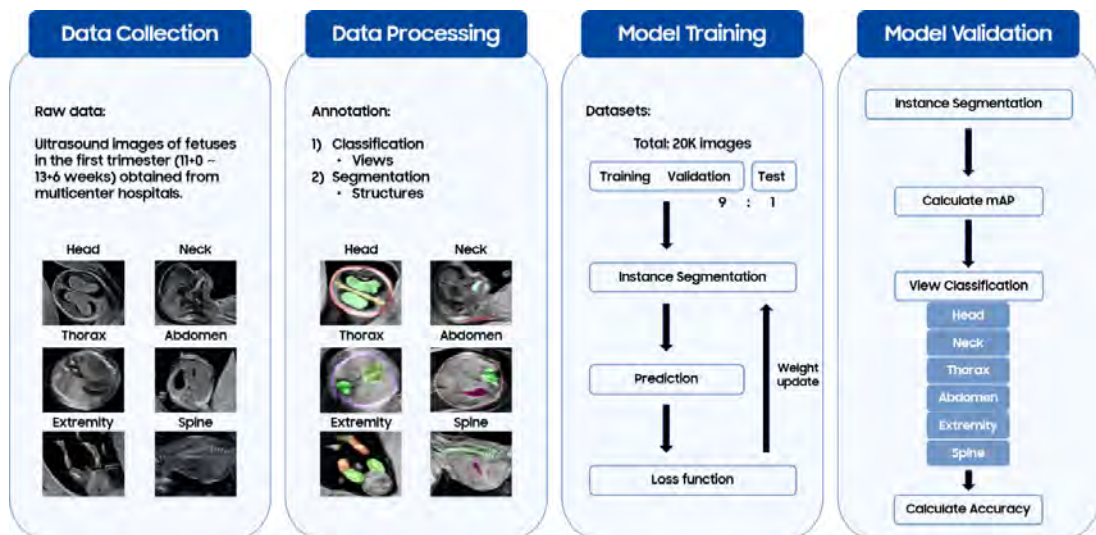 Data Collection
Raw data:
Ultrasound images of fetuses
in the first trimester (11+0 ~
13+6 weeks) obtained from
multicenter hospitals.
Head
Neck
Thorax
Abdomen
Extremity
Spine
Data Processing
Annotation:
1) Classification
• Views
2) Segmentation
• Structures
Head
Neck
Thorax
Abdomen
Extremity
Spine
Model Training
Datasets:
Total: 20K images
Training Validation Test
9 : 1
Instance Segmentation
Prediction
Weight
update
Loss function
Model Validation
Instance Segmentation
Calculate mAP
View Classification
Head
Neck
Thorax
Abdomen
Extremity
Spine
Calculate Accuracy